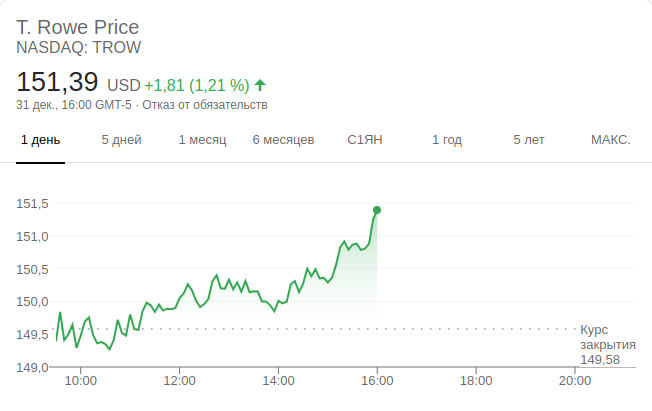 T. Rowe Price
NASDAQ: TROW
151,39 USD +1,81 (1,21 %)
31 дек., 16:00 GMT-5 · Отказ от обязательств
1 день 5 дней 1 месяц 6 месяцев С1ЯН 1 год 5 лет МАКС.
151,5
151,0
150,5
150,0
149,5
Курс
закрытия
149,58
149,0
10:00 12:00 14:00 16:00 18:00 20:00